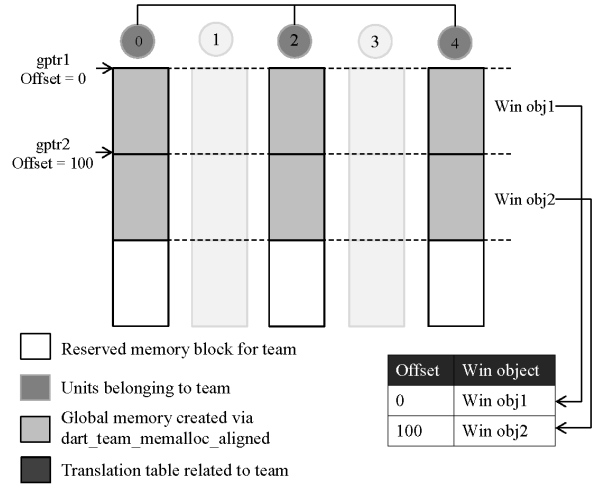 0
1
2
3
4
gptr1
Offset = 0
Win obj1
gptr2
Offset = 100
Win obj2
Reserved memory block for team
Units belonging to team
Global memory created via
dart_team_memalloc_aligned
Translation table related to team
Offset Win object
0 Win obj1
100 Win obj2